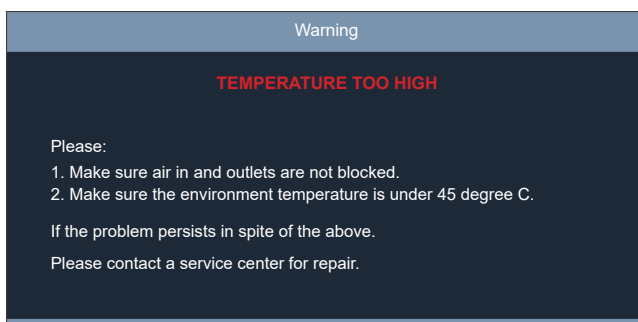 Warning
TEMPERATURE TOO HIGH
Please:
1. Make sure air in and outlets are not blocked.
2. Make sure the environment temperature is under 45 degree C.
If the problem persists in spite of the above.
Please contact a service center for repair.